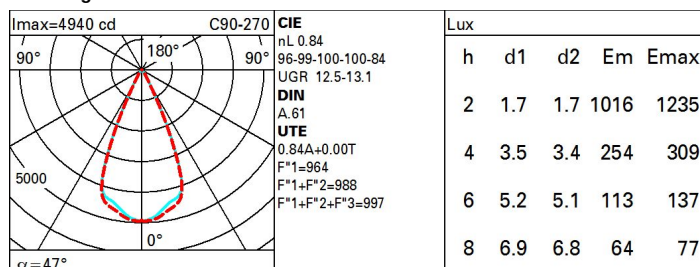 Imax=4940 cd C90-270
90° 180° 90°
5000
0°
α=47°
CIE
nL 0.84
96-99-100-100-84
UGR 12.5-13.1
DIN
A.61
UTE
0.84A+0.00T
F"1=964
F"1+F"2=988
F"1+F"2+F"3=997
Lux
h d1 d2 Em Emax
2 1.7 1.7 1016 1235
4 3.5 3.4 254 309
6 5.2 5.1 113 137
8 6.9 6.8 64 77